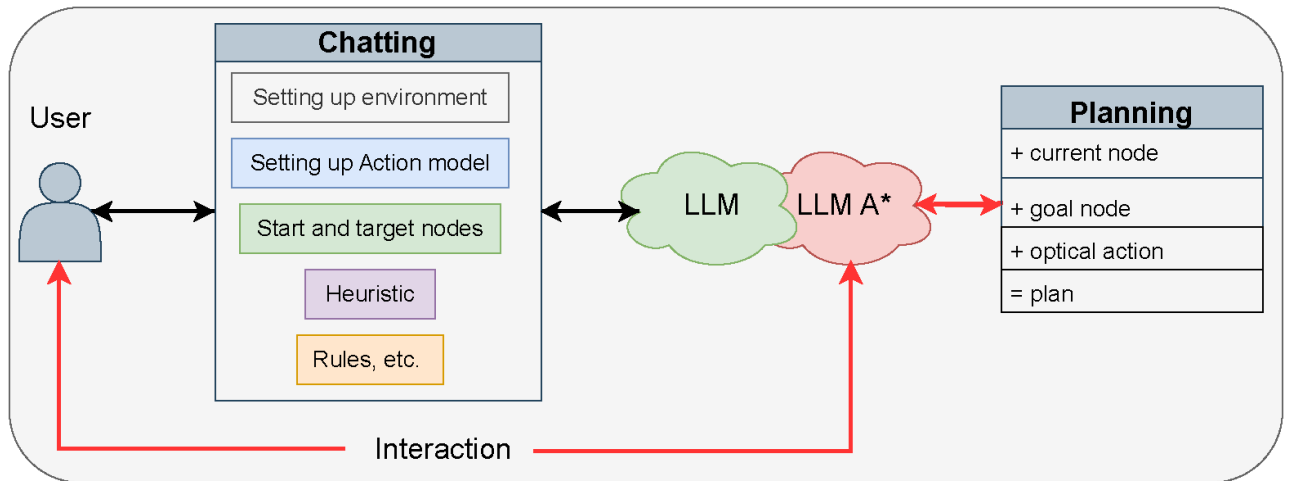 User
Chatting
Setting up environment
Setting up Action model
Start and target nodes
Heuristic
Rules, etc.
LLM
LLM A*
Planning
+ current node
+ goal node
+ optical action
= plan
Interaction